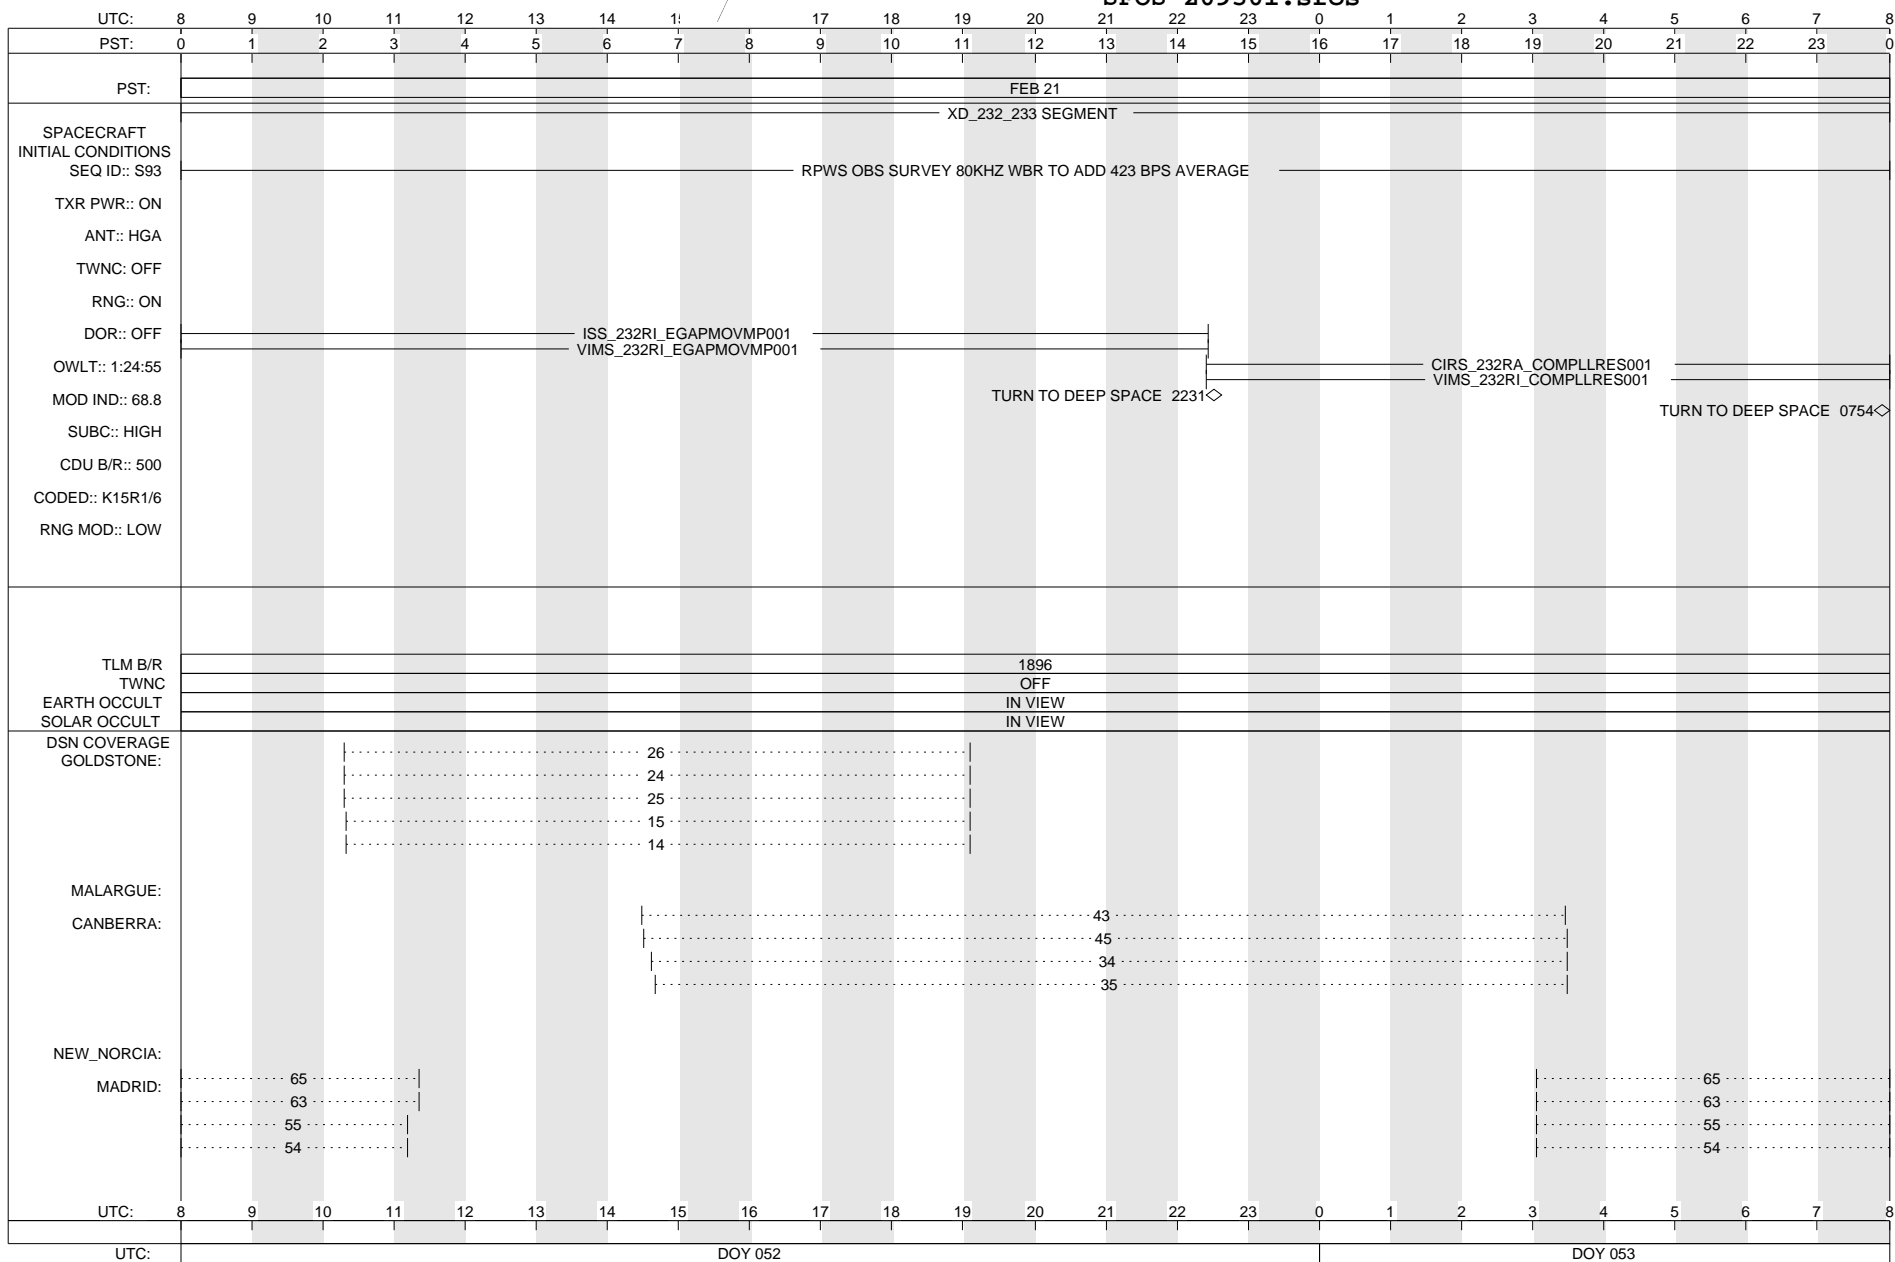 UTC: 8 9 10 11 12 13 14 17 18 19 20 21 22 23 0 1 2 3 4 5 6 7 8
PST: 0 1 2 3 4 5 6 7 8 9 10 11 12 13 14 15 16 17 18 19 20 21 22 23 0
PST: FEB 21
XD_232_233 SEGMENT
SPACECRAFT
INITIAL CONDITIONS
SEQ ID:: S93 RPWS OBS SURVEY 80KHZ WBR TO ADD 423 BPS AVERAGE
TXR PWR:: ON
ANT:: HGA
TWNC: OFF
RNG:: ON
DOR:: OFF ISS_232RI_EGAPMOVMP001
VIMS_232RI_EGAPMOVMP001
OWLT:: 1:24:55 CIRS_232RA_COMPLLRES001
VIMS_232RI_COMPLLRES001
MOD IND:: 68.8 TURN TO DEEP SPACE 2231
TURN TO DEEP SPACE 0754
SUBC:: HIGH
CDU B/R:: 500
CODED:: K15R1/6
RNG MOD:: LOW
TLM B/R 1896
TWNC OFF
EARTH OCCULT IN VIEW
SOLAR OCCULT IN VIEW
DSN COVERAGE
GOLDSTONE: 26
24
25
15
14
MALARGUE:
CANBERRA: 43
45
34
35
NEW_NORCIA:
MADRID: 65 65
63 63
55 55
54 54
UTC: 8 9 10 11 12 13 14 15 16 17 18 19 20 21 22 23 0 1 2 3 4 5 6 7 8
UTC: DOY 052 DOY 053